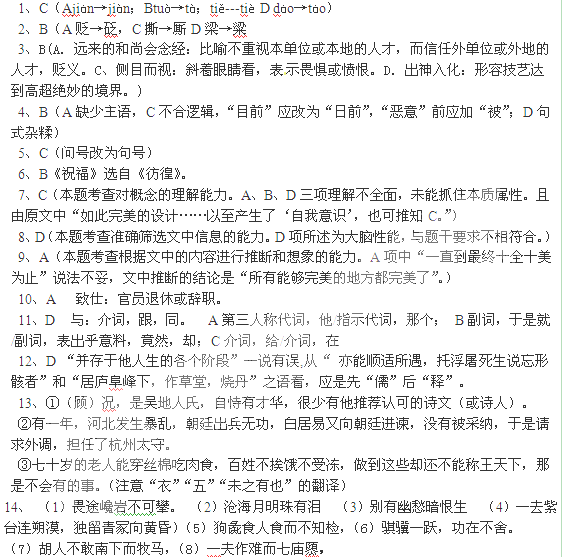 1、C（Ajiān→jiàn；Btuò→tà；tiě---tiè D dǎo→tāo）
2、B（A 贬→砭，C 撕→厮 D 梁→粱
3、B(A. 远来的和尚会念经：比喻不重视本单位或本地的人才，而信任外单位或外地的
人才，贬义。C、侧目而视：斜着眼睛看，表示畏惧或愤恨。D．出神入化：形容技艺达
到高超绝妙的境界。)
4、B（A 缺少主语，C 不合逻辑，“目前”应改为“日前”，“恶意”前应加“被”；D 句
式杂糅）
5、C（问号改为句号）
6、B《祝福》选自《彷徨》。
7、C（本题考查对概念的理解能力。A、B、D 三项理解不全面，未能抓住本质属性。且
由原文中“如此完美的设计……以至产生了‘自我意识’，也可推知 C。”）
8、D（本题考查准确筛选文中信息的能力。D 项所述为大脑性能，与题干要求不相符合。）
9、A（本题考查根据文中的内容进行推断和想象的能力。A 项中“一直到最终十全十美
为止”说法不妥，文中推断的结论是“所有能够完美的地方都完美了”。）
10、A 致仕：官员退休或辞职。
11、D 与：介词，跟，同。 A 第三人称代词，他/指示代词，那个； B 副词，于是就
/副词，表出乎意料，竟然，却；C 介词，给/介词，在
12、D “并存于他人生的各个阶段”一说有误,从“ 亦能顺适所遇，托浮屠死生说忘形
骸者”和“居庐阜峰下，作草堂，烧丹”之语看，应是先“儒”后“释”。
13、①（顾）况，是吴地人氏，自恃有才华，很少有他推荐认可的诗文（或诗人）。
②有一年，河北发生暴乱，朝廷出兵无功，白居易又向朝廷进谏，没有被采纳，于是请
求外调，担任了杭州太守。
③七十岁的老人能穿丝棉吃肉食，百姓不挨饿不受冻，做到这些却还不能称王天下，那
是不会有的事。（注意“衣”“五”“未之有也”的翻译）
14、 （1）畏途巉岩不可攀。 （2）沧海月明珠有泪 （3）别有幽愁暗恨生 （4）一去紫
台连朔漠，独留青冢向黄昏）（5）狗彘食人食而不知检，（6）骐骥一跃，功在不舍。
（7）胡人不敢南下而牧马，（8）一夫作难而七庙隳。